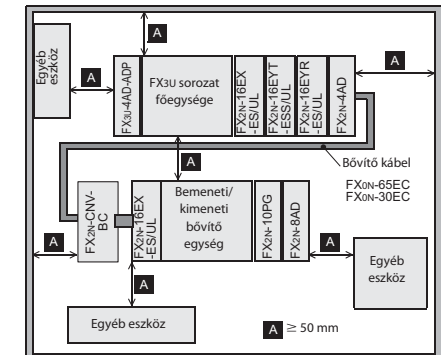 A
Egyéb
eszköz
A
FX3U-4AD-ADP
FX3U sorozat
főegysége
FX2N-16EX
-ES/UL
FX2N-16EYT
-ESS/UL
FX2N-16EYR
-ES/UL
FX2N-4AD
A
A
Bővítő kábel
FX0N-65EC
FX0N-30EC
FX2N-CNV-
BC
FX2N-16EX
-ES/UL
Bemeneti/
kimeneti
bővítő
egység
FX2N-10PG
FX2N-8AD
A
A
A
Egyéb
eszköz
Egyéb eszköz
A ≥ 50 mm